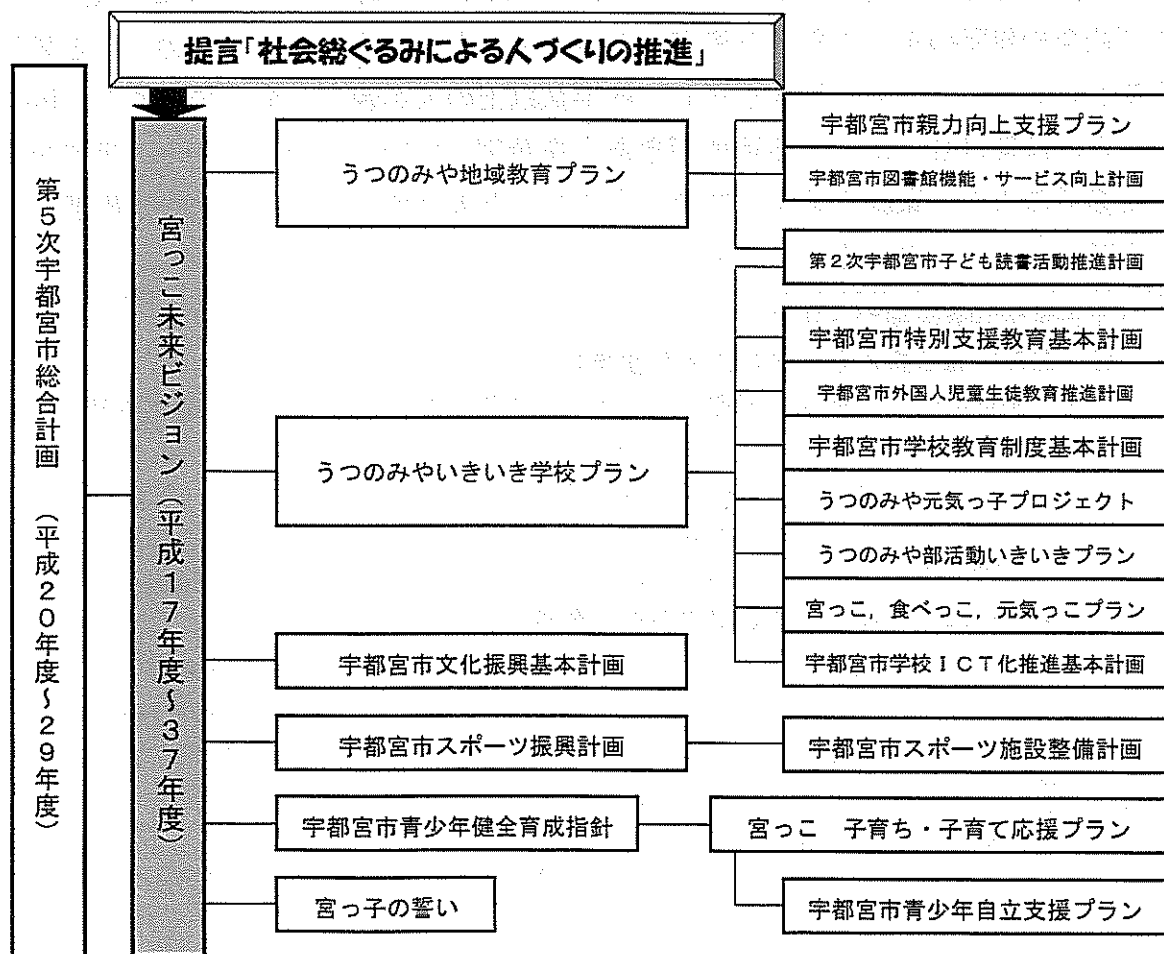 提言「社会総ぐるみによる人づくりの推進」
第5次宇都宮市総合計画 (平成20年度~29年度)
宮っこ未来ビジョン(平成17年度~37年度)
うつのみや地域教育プラン
宇都宮市親力向上支援プラン
宇都宮市図書館機能・サービス向上計画
第2次宇都宮市子ども読書活動推進計画
うつのみやいきいき学校プラン
宇都宮市特別支援教育基本計画
宇都宮市外国人児童生徒教育推進計画
宇都宮市学校教育制度基本計画
うつのみや元気っ子プロジェクト
うつのみや部活動いきいきプラン
宮っこ,食べっこ,元気っこプラン
宇都宮市学校ICT化推進基本計画
宇都宮市文化振興基本計画
宇都宮市スポーツ振興計画
宇都宮市スポーツ施設整備計画
宇都宮市青少年健全育成指針
宮っこ 子育ち・子育て応援プラン
宇都宮市青少年自立支援プラン
宮っ子の誓い